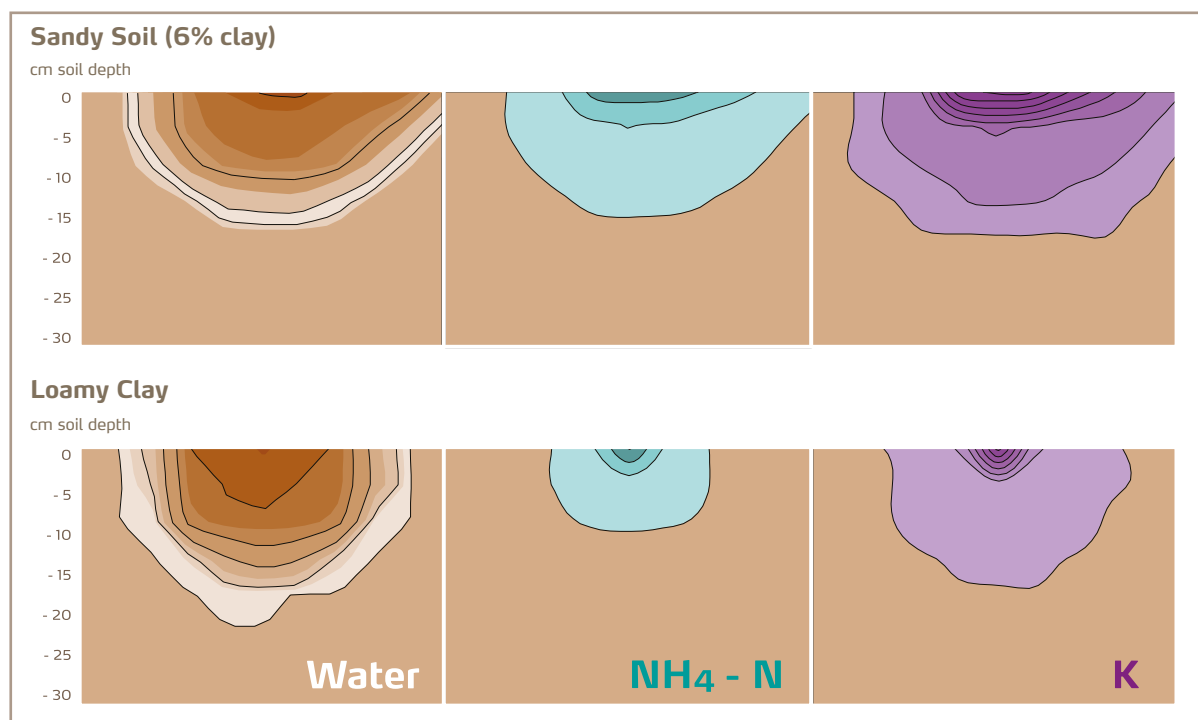 Sandy Soil (6% clay)
cm soil depth
0
- 5
- 10
- 15
- 20
- 25
- 30
Loamy Clay
cm soil depth
0
- 5
- 10
- 15
- 20
- 25
- 30
Water
NH4 - N
K